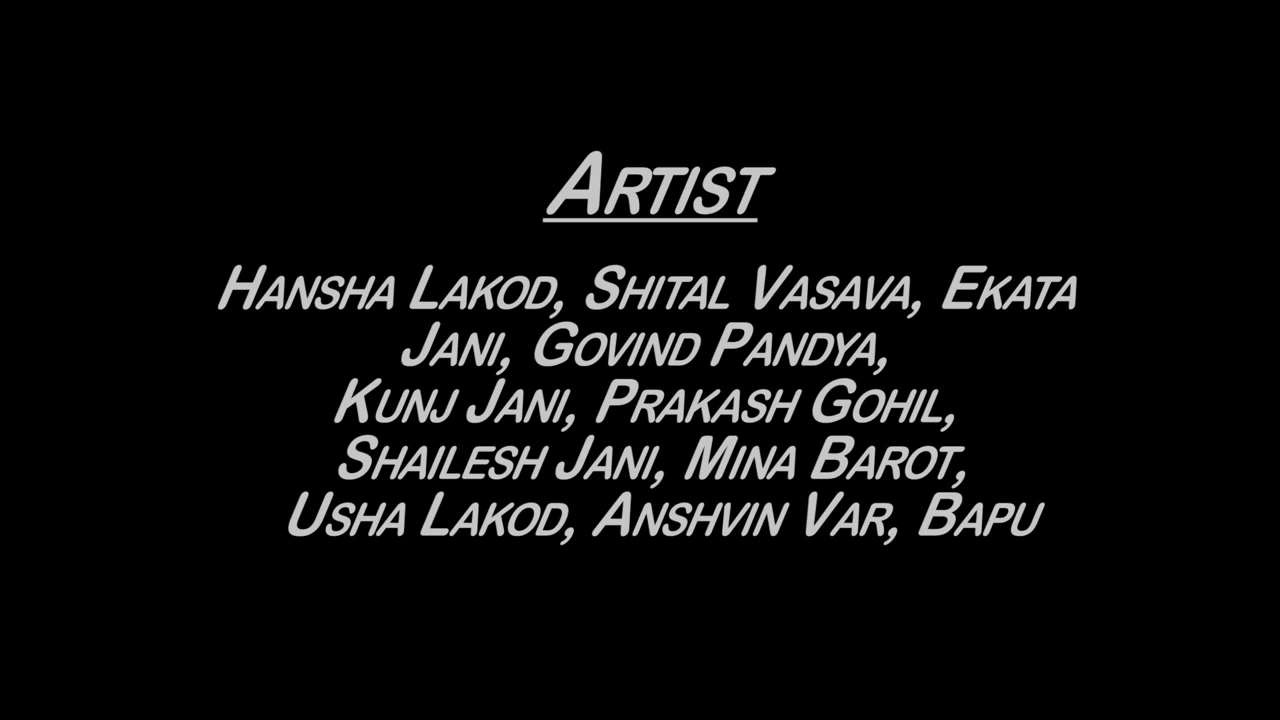 Artist
Hansha Lakod, Shital Vasava, Ekata
Jani, Govind Pandya,
Kunj Jani, Prakash Gohil,
Shailesh Jani, Mina Barot,
Usha Lakod, Anshvin Var, Bapu